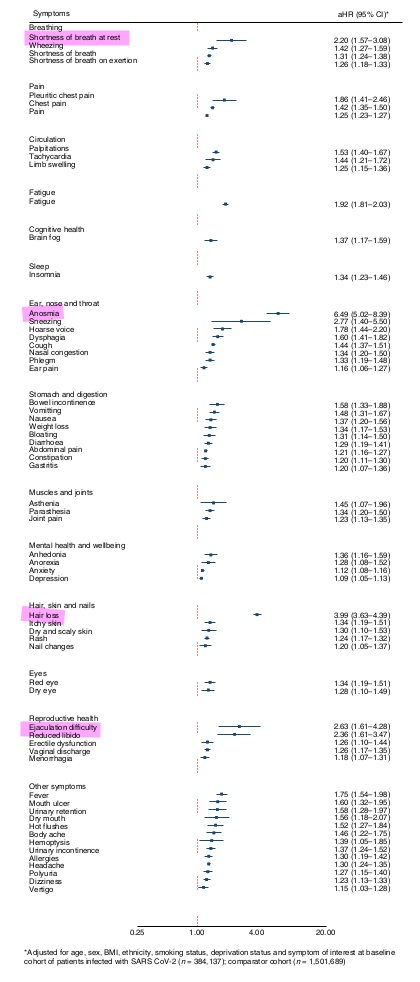 Symptoms aHR (95% CI)*
Breathing
Shortness of breath at rest 2.20 (1.57–3.08)
Wheezing 1.42 (1.27–1.59)
Shortness of breath 1.31 (1.24–1.38)
Shortness of breath on exertion 1.26 (1.18–1.33)
Pain
Pleuritic chest pain 1.86 (1.41–2.46)
Chest pain 1.42 (1.35–1.50)
Pain 1.25 (1.23–1.27)
Circulation
Palpitations 1.53 (1.40–1.67)
Tachycardia 1.44 (1.21–1.72)
Limb swelling 1.25 (1.15–1.36)
Fatigue
Fatigue 1.92 (1.81–2.03)
Cognitive health
Brain fog 1.37 (1.17–1.59)
Sleep
Insomnia 1.34 (1.23–1.46)
Ear, nose and throat
Anosmia 6.49 (5.02–8.39)
Sneezing 2.77 (1.40–5.50)
Hoarse voice 1.78 (1.44–2.20)
Dysphagia 1.60 (1.41–1.82)
Cough 1.44 (1.37–1.51)
Nasal congestion 1.34 (1.20–1.50)
Phlegm 1.33 (1.19–1.48)
Ear pain 1.16 (1.06–1.27)
Stomach and digestion
Bowel incontinence 1.58 (1.33–1.88)
Vomitting 1.48 (1.31–1.67)
Nausea 1.37 (1.20–1.56)
Weight loss 1.34 (1.17–1.53)
Bloating 1.31 (1.14–1.50)
Diarrhoea 1.29 (1.19–1.41)
Abdominal pain 1.21 (1.16–1.27)
Constipation 1.20 (1.11–1.30)
Gastritis 1.20 (1.07–1.36)
Muscles and joints
Asthenia 1.45 (1.07–1.96)
Parasthesia 1.34 (1.20–1.50)
Joint pain 1.23 (1.13–1.35)
Mental health and wellbeing
Anhedonia 1.36 (1.16–1.59)
Anorexia 1.28 (1.08–1.52)
Anxiety 1.12 (1.08–1.16)
Depression 1.09 (1.05–1.13)
Hair, skin and nails
Hair loss 3.99 (3.63–4.39)
Itchy skin 1.34 (1.19–1.51)
Dry and scaly skin 1.30 (1.10–1.53)
Rash 1.24 (1.17–1.32)
Nail changes 1.20 (1.05–1.37)
Eyes
Red eye 1.34 (1.19–1.51)
Dry eye 1.28 (1.10–1.49)
Reproductive health
Ejaculation difficulty 2.63 (1.61–4.28)
Reduced libido 2.36 (1.61–3.47)
Erectile dysfunction 1.26 (1.10–1.44)
Vaginal discharge 1.26 (1.17–1.35)
Menorrhagia 1.18 (1.07–1.31)
Other symptoms
Fever 1.75 (1.54–1.98)
Mouth ulcer 1.60 (1.32–1.95)
Urinary retention 1.58 (1.28–1.97)
Dry mouth 1.56 (1.18–2.07)
Hot flushes 1.52 (1.27–1.84)
Body ache 1.46 (1.22–1.75)
Hemoptysis 1.39 (1.05–1.85)
Urinary incontinence 1.37 (1.24–1.52)
Allergies 1.30 (1.19–1.42)
Headache 1.30 (1.24–1.35)
Polyuria 1.27 (1.15–1.40)
Dizziness 1.23 (1.13–1.33)
Vertigo 1.15 (1.03–1.28)
0.25 1.00 4.00 20.00
*Adjusted for age, sex, BMI, ethnicity, smoking status, deprivation status and symptom of interest at baseline
cohort of patients infected with SARS CoV-2 (n = 384,137); comparator cohort (n = 1,501,689)